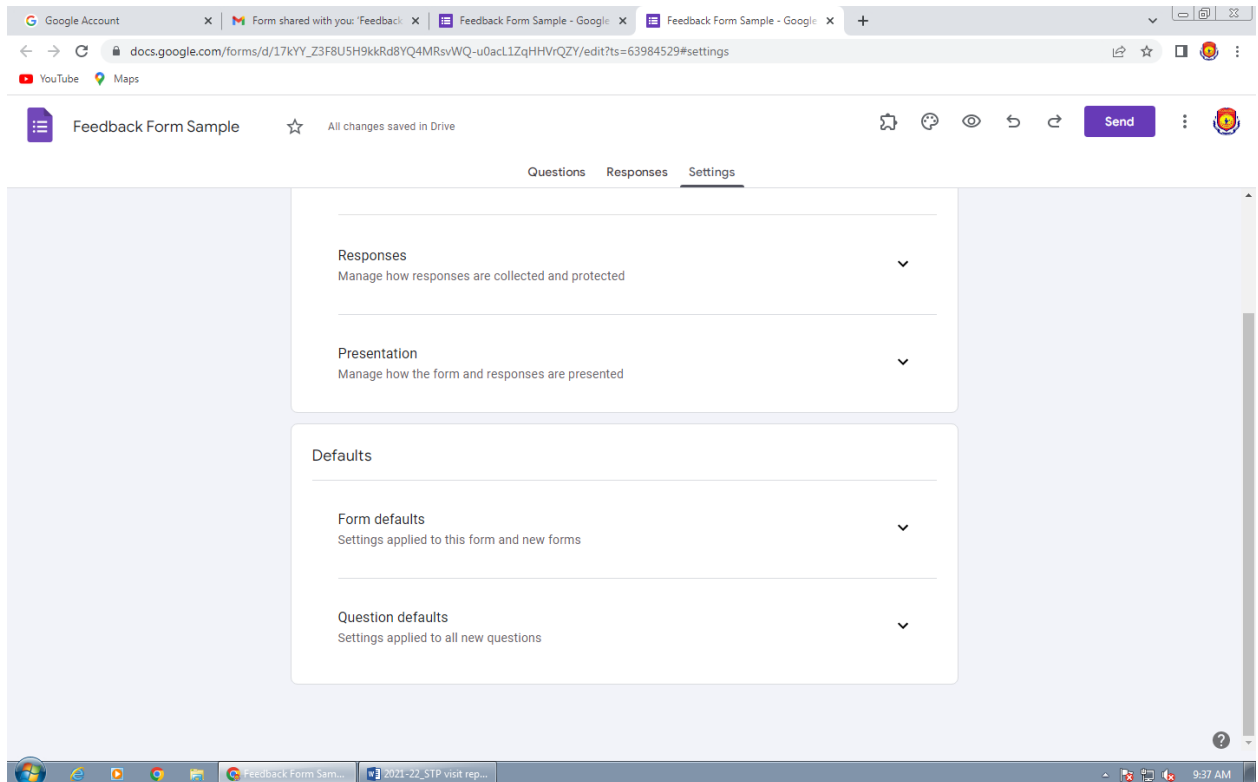 Google Account
Form shared with you: 'Feedback
Feedback Form Sample - Google
Feedback Form Sample - Google
docs.google.com/forms/d/17kYY_Z3F8U5H9kkRd8YQ4MRsvWQ-u0acL1ZqHHVrQZY/edit?ts=63984529#settings
YouTube Maps
Feedback Form Sample All changes saved in Drive Send
Questions Responses Settings
Responses
Manage how responses are collected and protected
Presentation
Manage how the form and responses are presented
Defaults
Form defaults
Settings applied to this form and new forms
Question defaults
Settings applied to all new questions
Feedback Form Sam... 2021-22_STP visit rep... 9:37 AM